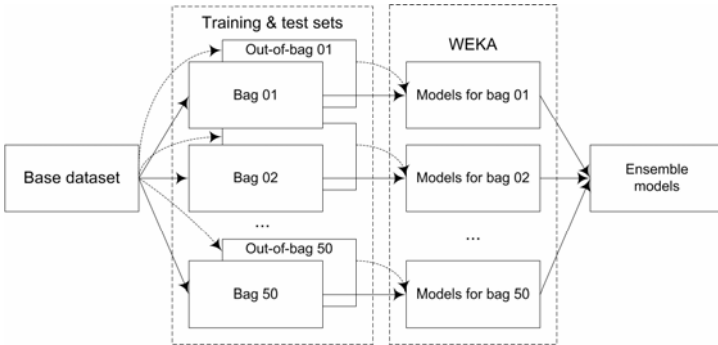 Training & test sets
WEKA
Out-of-bag 01
Bag 01
Models for bag 01
Base dataset
Bag 02
Models for bag 02
Ensemble
models
...
...
Out-of-bag 50
Bag 50
Models for bag 50